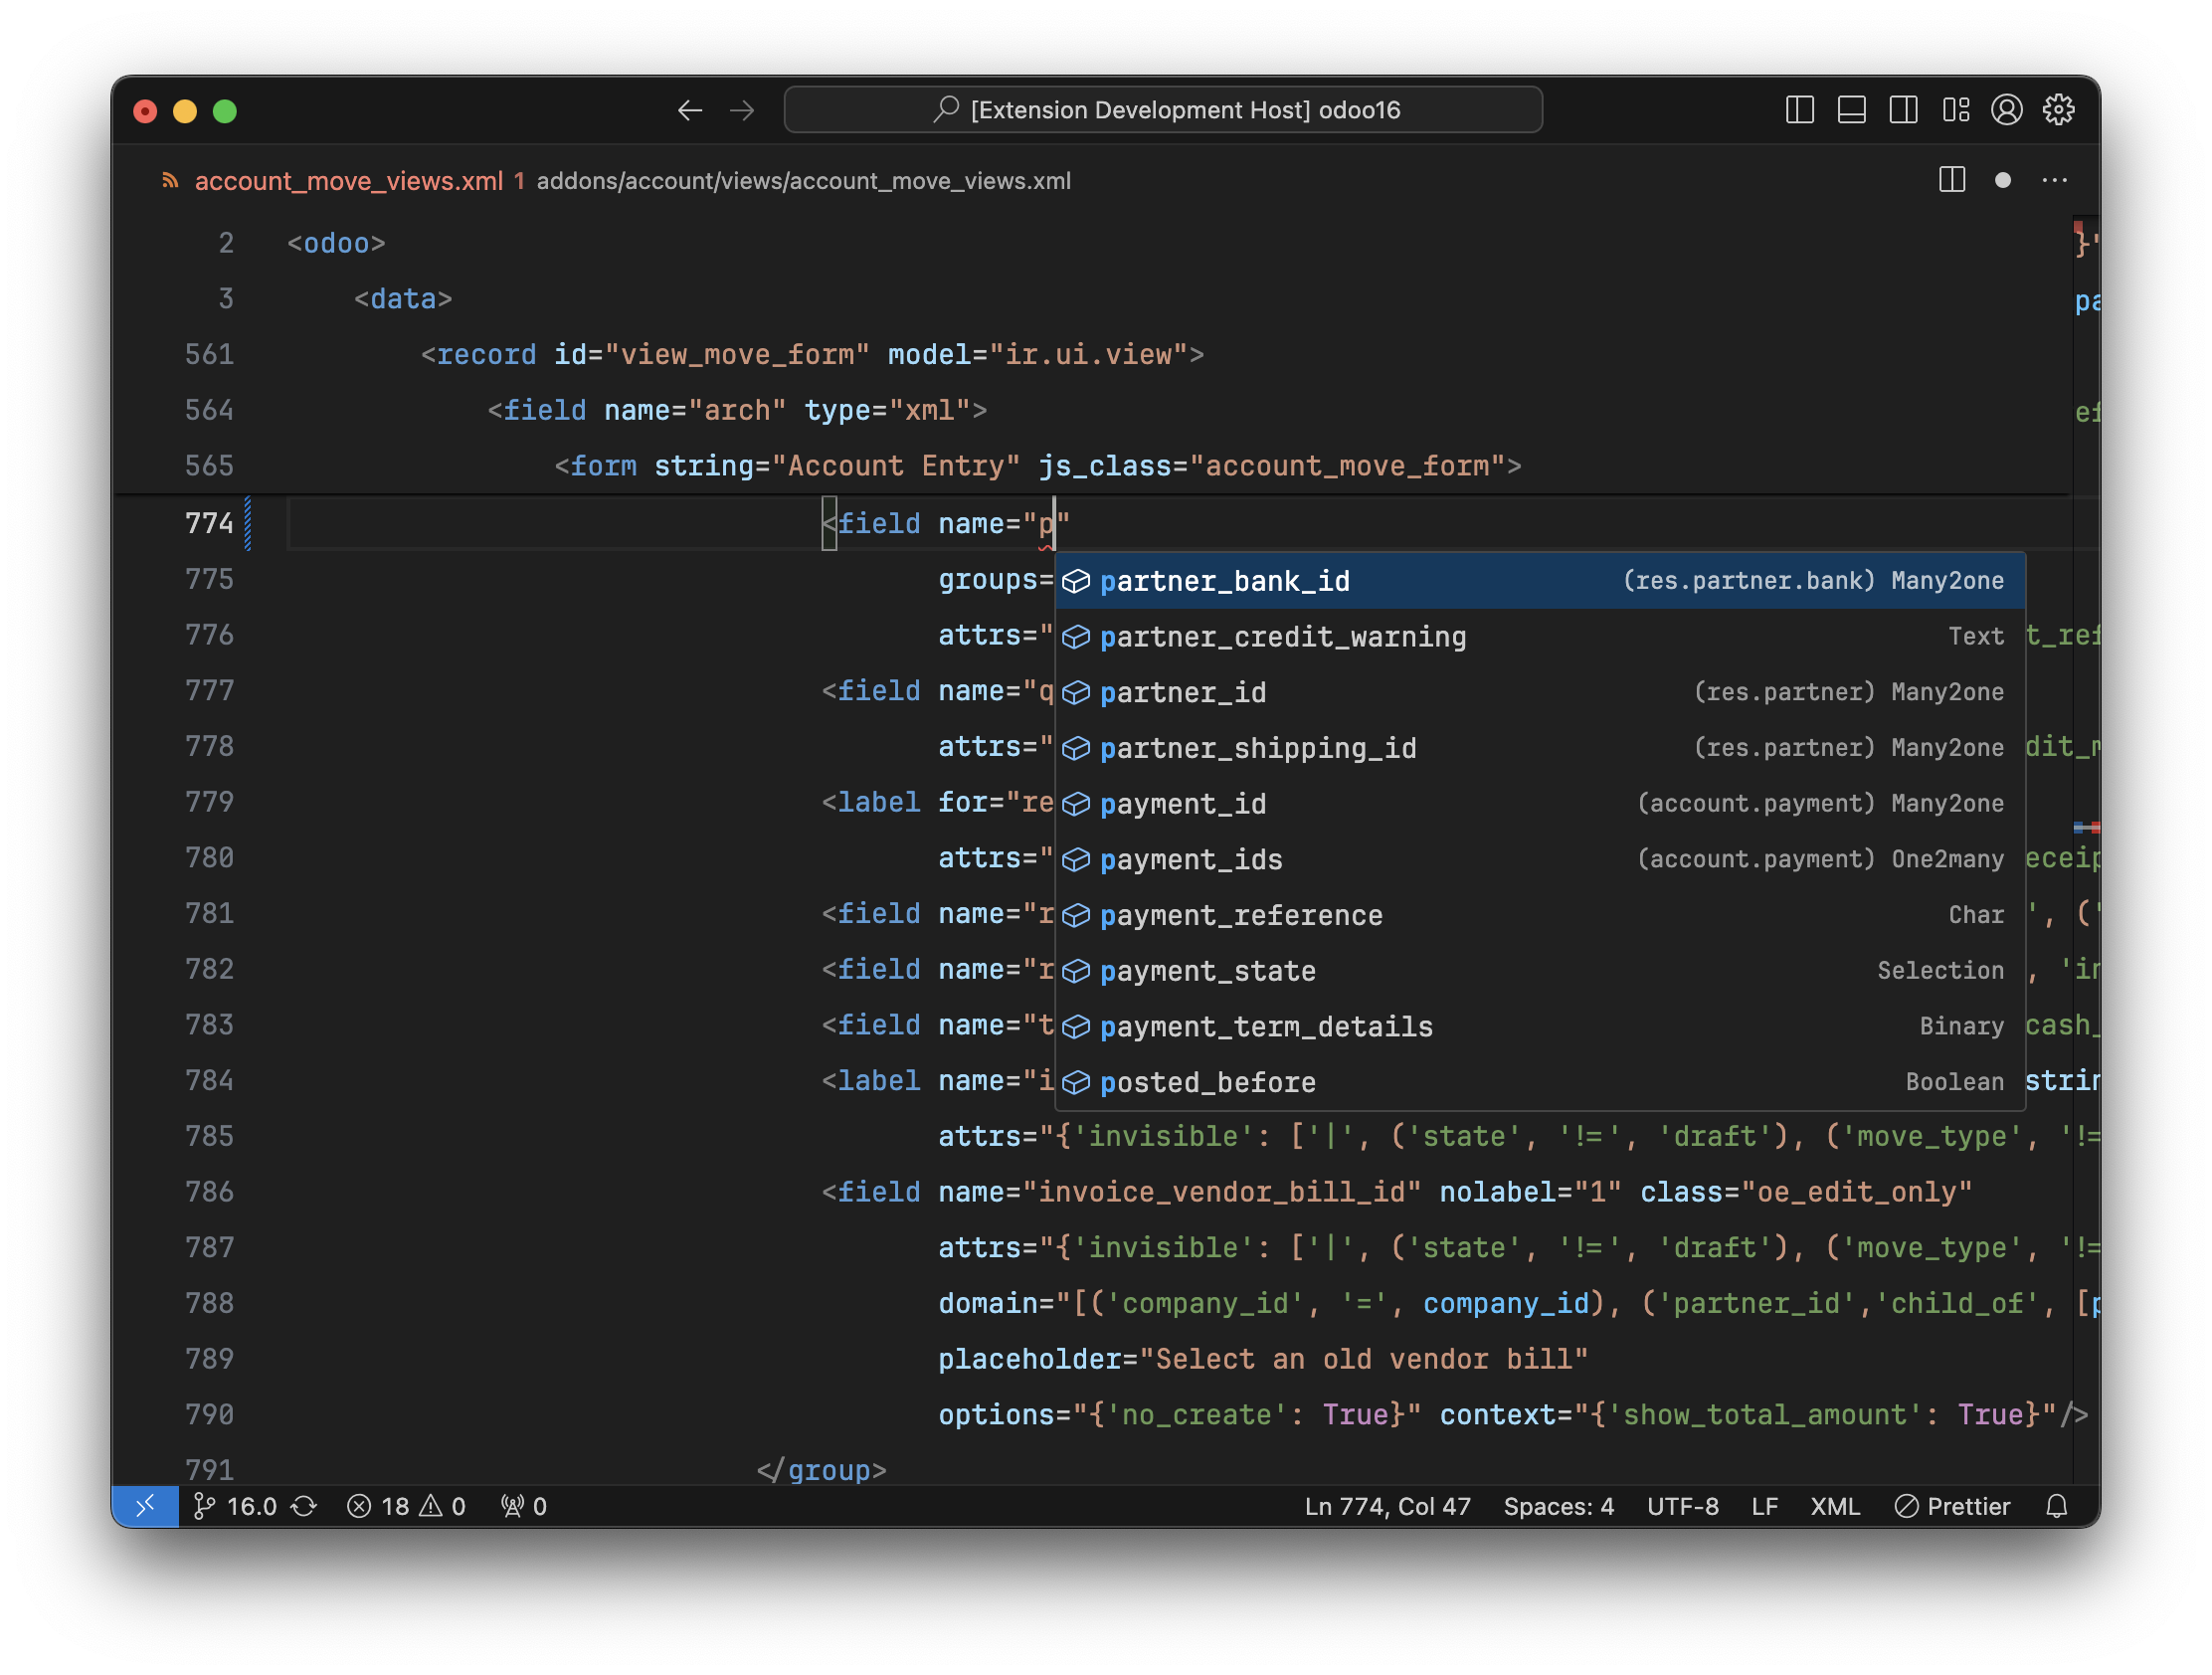 [Extension Development Host] odoo16
account_move_views.xml 1 addons/account/views/account_move_views.xml
2 <odoo>
3 <data>
561 <record id="view_move_form" model="ir.ui.view">
564 <field name="arch" type="xml">
565 <form string="Account Entry" js_class="account_move_form">
774 <field name="p"
775 groups=
partner_bank_id (res.partner.bank) Many2one
776 attrs="
partner_credit_warning Text
777 <field name="q
partner_id (res.partner) Many2one
778 attrs="
partner_shipping_id (res.partner) Many2one
779 <label for="re
payment_id (account.payment) Many2one
780 attrs="
payment_ids (account.payment) One2many
781 <field name="r
payment_reference Char ', ('
782 <field name="r
payment_state Selection , 'in
783 <field name="t
payment_term_details Binary cash_
784 <label name="i
posted_before Boolean strin
785 attrs="{'invisible': ['|', ('state', '!=', 'draft'), ('move_type', '!=
786 <field name="invoice_vendor_bill_id" nolabel="1" class="oe_edit_only"
787 attrs="{'invisible': ['|', ('state', '!=', 'draft'), ('move_type', '!=
788 domain="[('company_id', '=', company_id), ('partner_id','child_of', [p
789 placeholder="Select an old vendor bill"
790 options="{'no_create': True}" context="{'show_total_amount': True}"/>
791 </group>
16.0 18 0 0 Ln 774, Col 47 Spaces: 4 UTF-8 LF XML Prettier